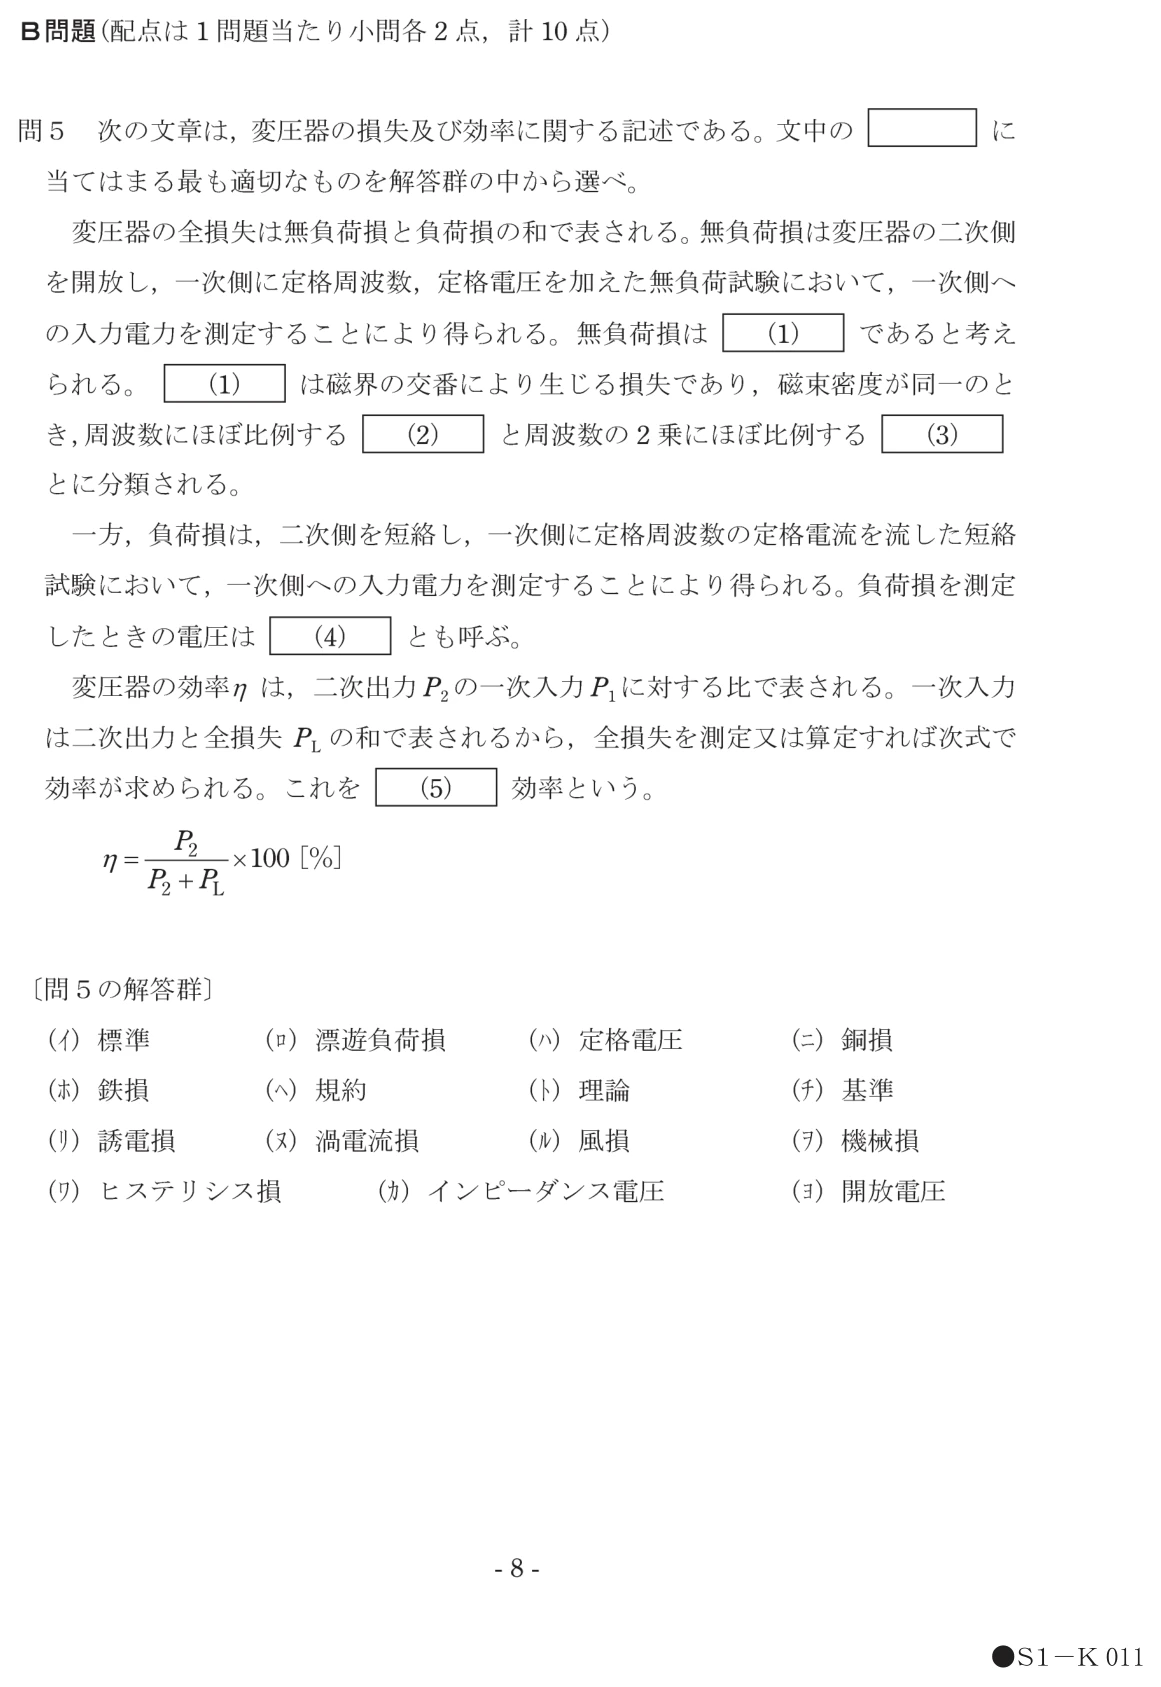 B問題(配点は1問題当たり小問各2点，計10点)
問5　次の文章は，変圧器の損失及び効率に関する記述である。文中の　　　に
当てはまる最も適切なものを解答群の中から選べ。
変圧器の全損失は無負荷損と負荷損の和で表される。無負荷損は変圧器の二次側
を開放し，一次側に定格周波数，定格電圧を加えた無負荷試験において，一次側へ
の入力電力を測定することにより得られる。無負荷損は (1) であると考え
られる。 (1) は磁界の交番により生じる損失であり，磁束密度が同一のと
き，周波数にほぼ比例する (2) と周波数の2乗にほぼ比例する (3)
とに分類される。
一方，負荷損は，二次側を短絡し，一次側に定格周波数の定格電流を流した短絡
試験において，一次側への入力電力を測定することにより得られる。負荷損を測定
したときの電圧は (4) とも呼ぶ。
変圧器の効率η は，二次出力P₂の一次入力P₁に対する比で表される。一次入力
は二次出力と全損失 P_L の和で表されるから，全損失を測定又は算定すれば次式で
効率が求められる。これを (5) 効率という。
η = P₂/(P₂ + P_L) ×100 [%]
〔問5の解答群〕
(ｲ) 標準　(ﾛ) 漂遊負荷損　(ﾊ) 定格電圧　(ﾆ) 銅損
(ﾎ) 鉄損　(ﾍ) 規約　(ﾄ) 理論　(ﾁ) 基準
(ﾘ) 誘電損　(ﾇ) 渦電流損　(ﾙ) 風損　(ｦ) 機械損
(ﾜ) ヒステリシス損　(ｶ) インピーダンス電圧　(ﾖ) 開放電圧
- 8 -
●S1－K 011